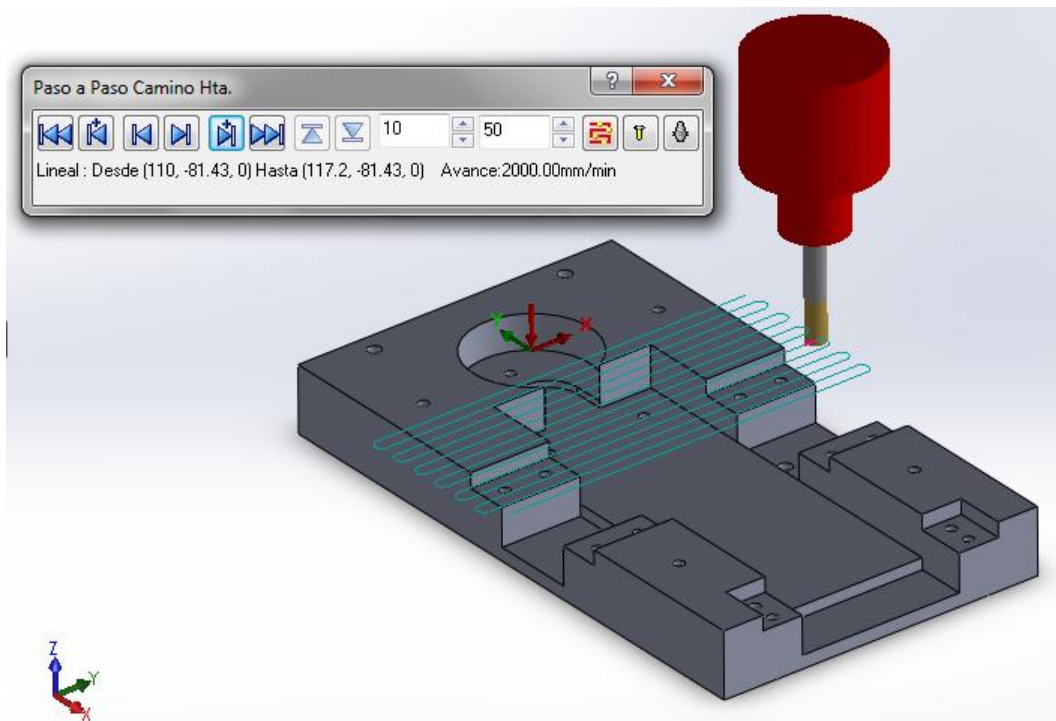 Paso a Paso Camino Hta.
10 50
Lineal : Desde (110, -81.43, 0) Hasta (117.2, -81.43, 0) Avance:2000.00mm/min
Y X
Z
Y
X